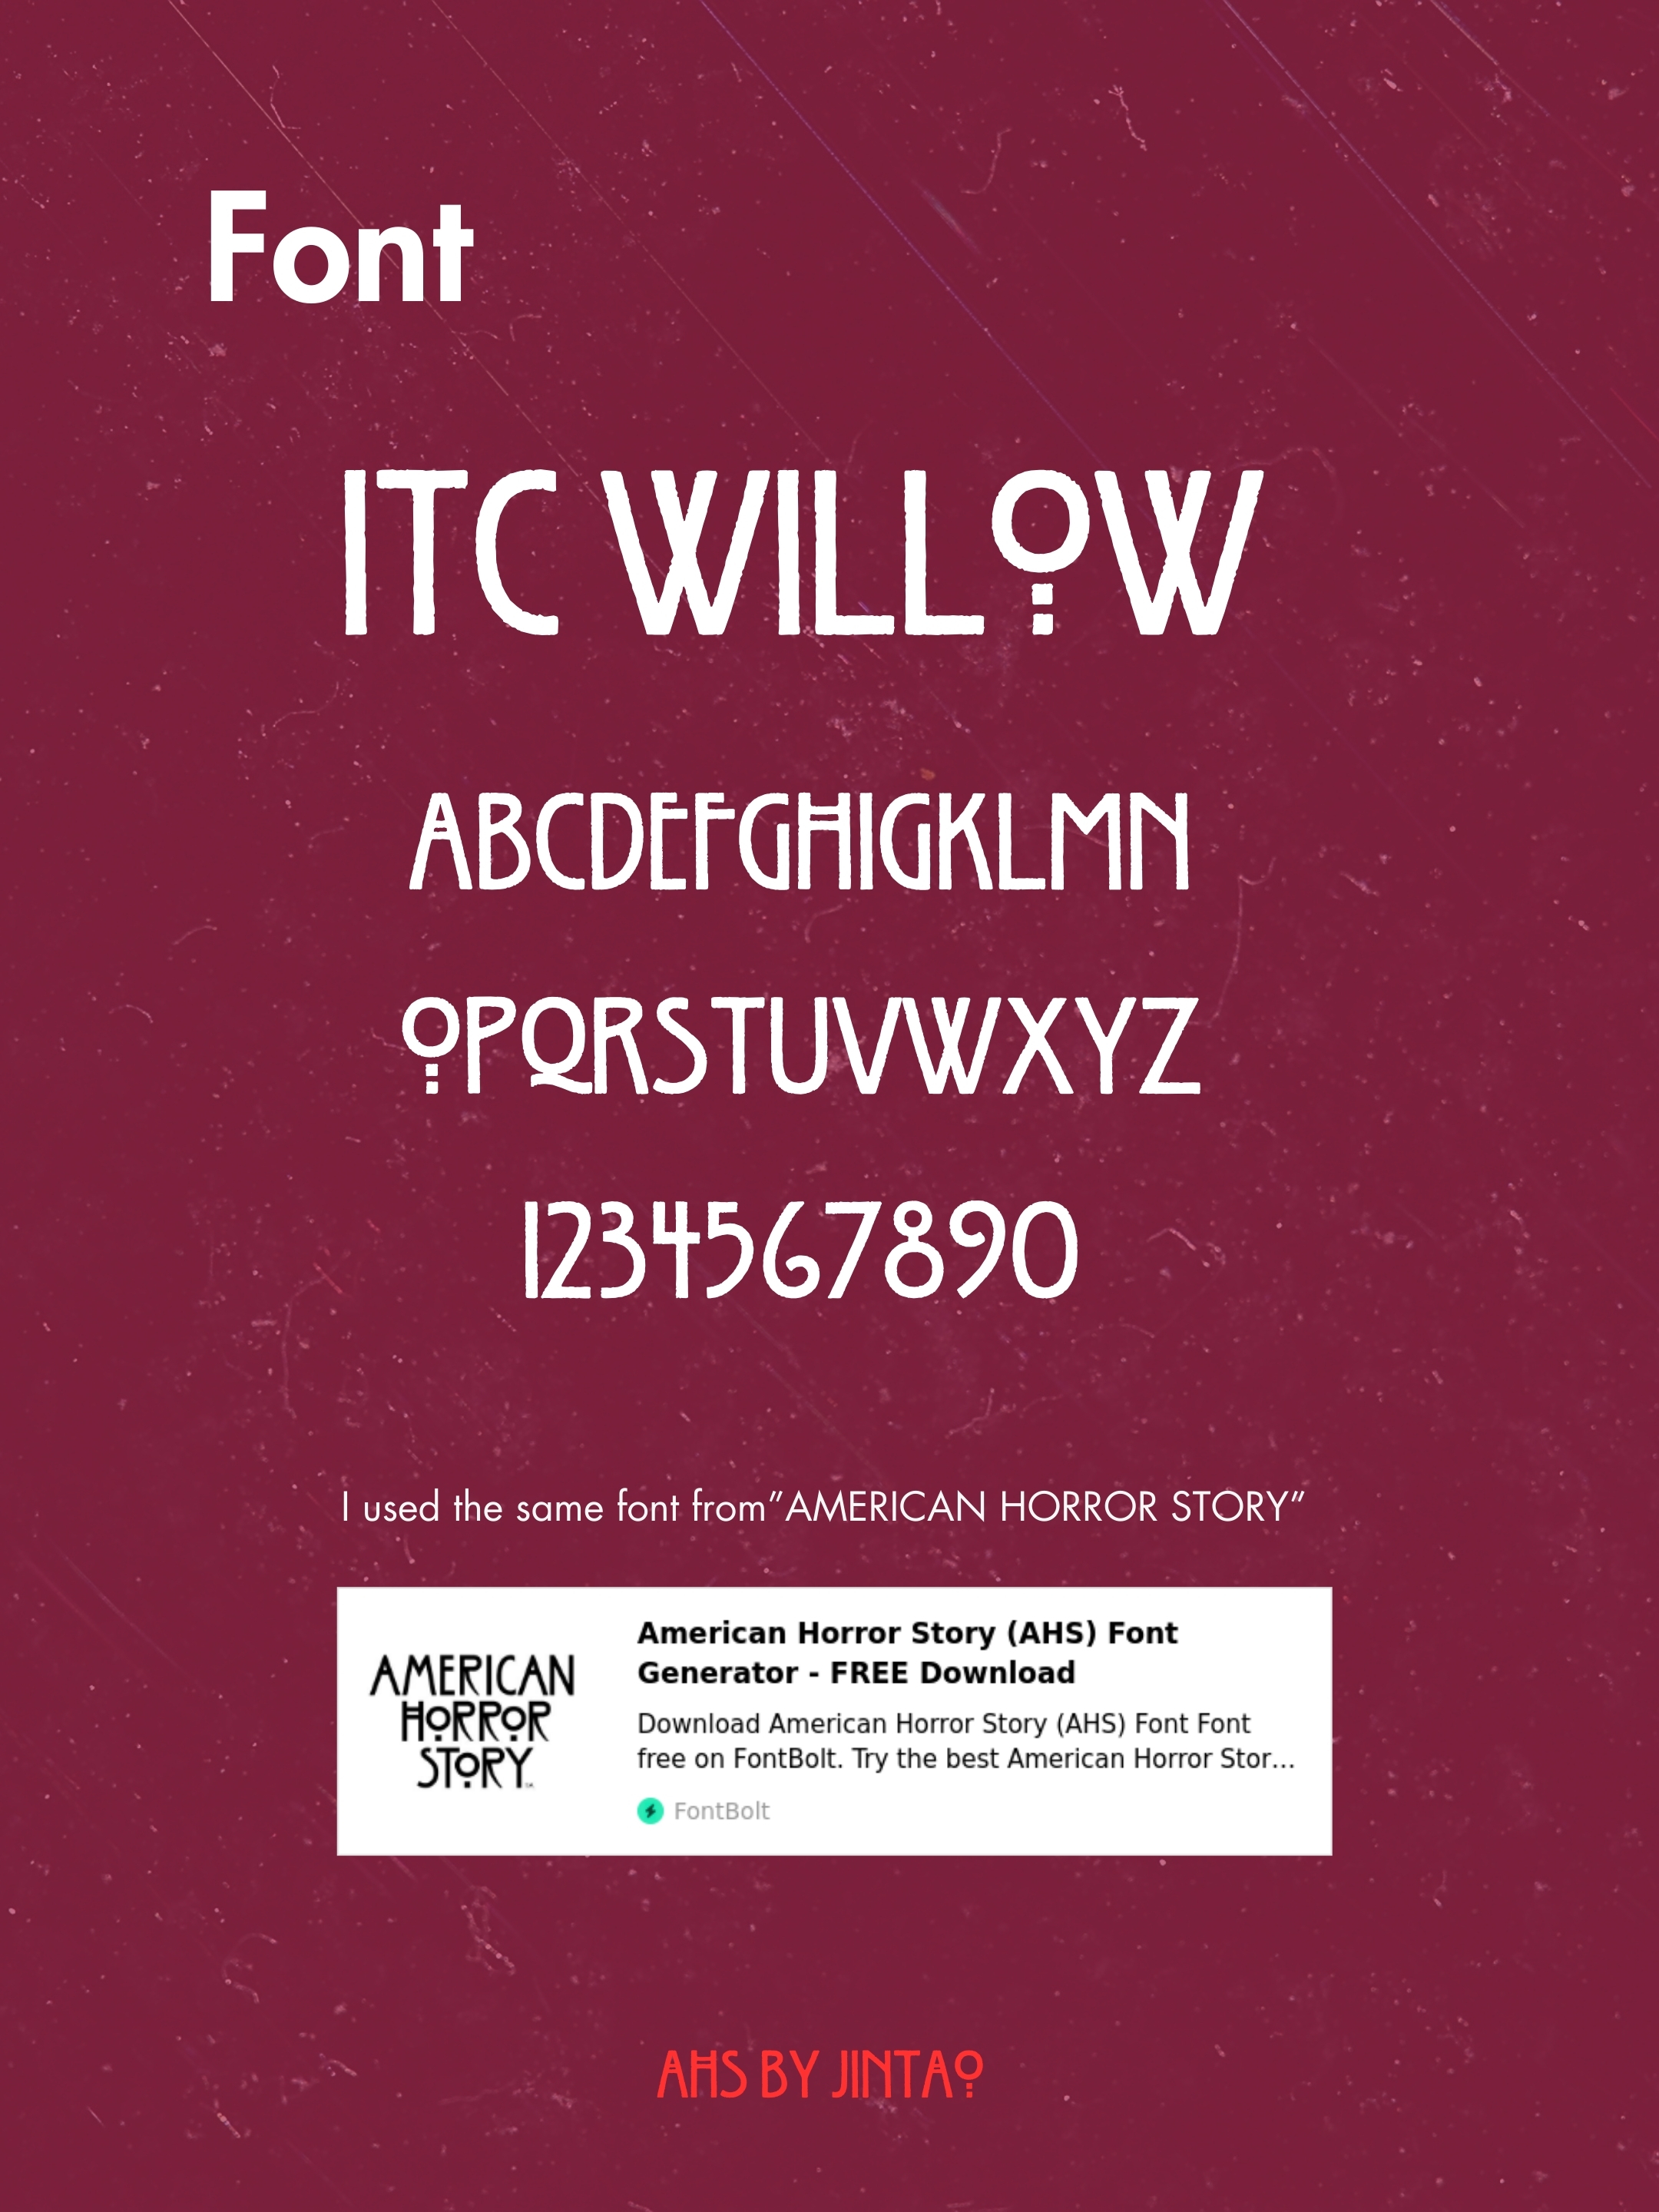 Font
ITC WILLOW
ABCDEFGHIGKLMN
OPQRSTUVWXYZ
1234567890
I used the same font from"AMERICAN HORROR STORY"
AMERICAN
HORROR
STORY
American Horror Story (AHS) Font
Generator - FREE Download
Download American Horror Story (AHS) Font Font
free on FontBolt. Try the best American Horror Stor...
FontBolt
AHS BY JINTAO